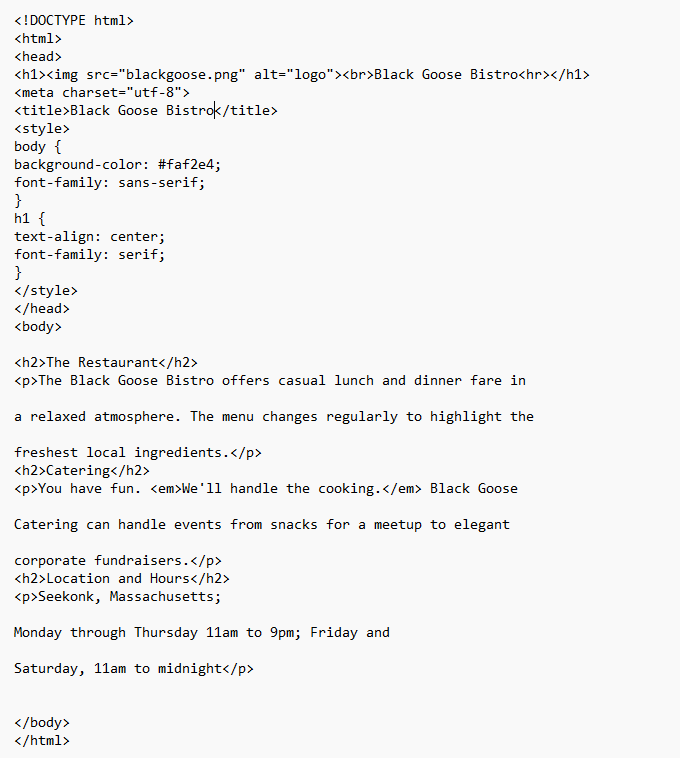 <!DOCTYPE html>
<html>
<head>
<h1><img src="blackgoose.png" alt="logo"><br>Black Goose Bistro<hr></h1>
<meta charset="utf-8">
<title>Black Goose Bistro</title>
<style>
body {
background-color: #faf2e4;
font-family: sans-serif;
}
h1 {
text-align: center;
font-family: serif;
}
</style>
</head>
<body>
<h2>The Restaurant</h2>
<p>The Black Goose Bistro offers casual lunch and dinner fare in
a relaxed atmosphere. The menu changes regularly to highlight the
freshest local ingredients.</p>
<h2>Catering</h2>
<p>You have fun. <em>We'll handle the cooking.</em> Black Goose
Catering can handle events from snacks for a meetup to elegant
corporate fundraisers.</p>
<h2>Location and Hours</h2>
<p>Seekonk, Massachusetts;
Monday through Thursday 11am to 9pm; Friday and
Saturday, 11am to midnight</p>
</body>
</html>